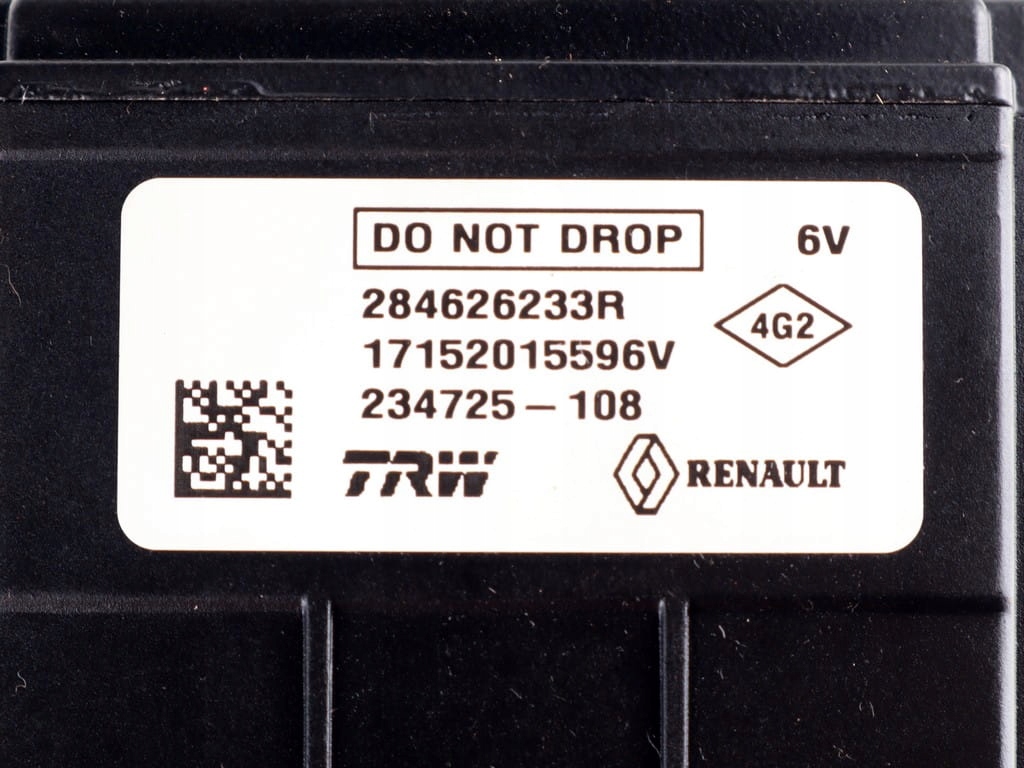 DO NOT DROP
6V
284626233R
4G2
17152015596V
234725-108
TRW
RENAULT